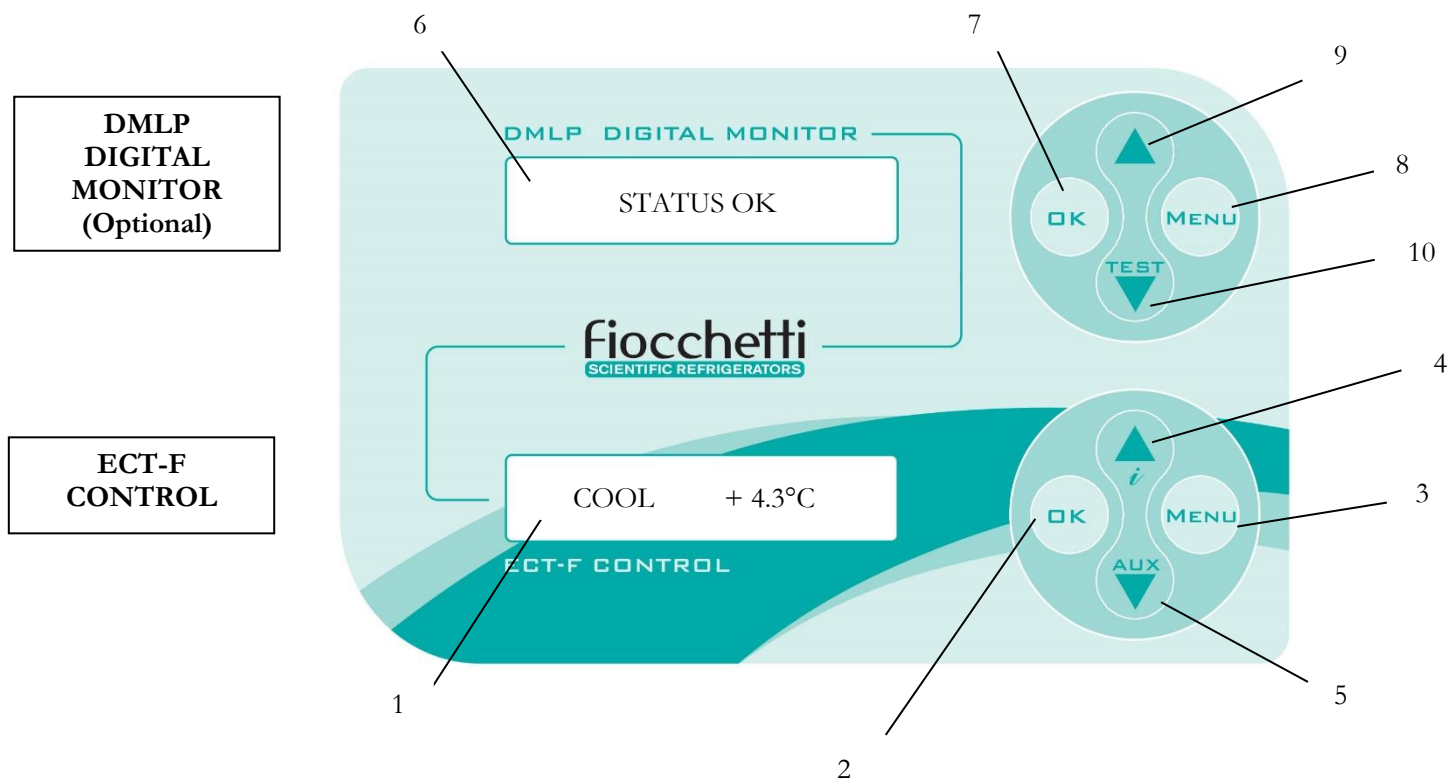 6
7
9
DMLP
DIGITAL
MONITOR
(Optional)
DMLP DIGITAL MONITOR
STATUS OK
OK
MENU
TEST
8
10
fiocchetti
SCIENTIFIC REFRIGERATORS
4
ECT-F
CONTROL
COOL + 4.3°C
ECT-F CONTROL
i
OK
MENU
AUX
3
1
5
2